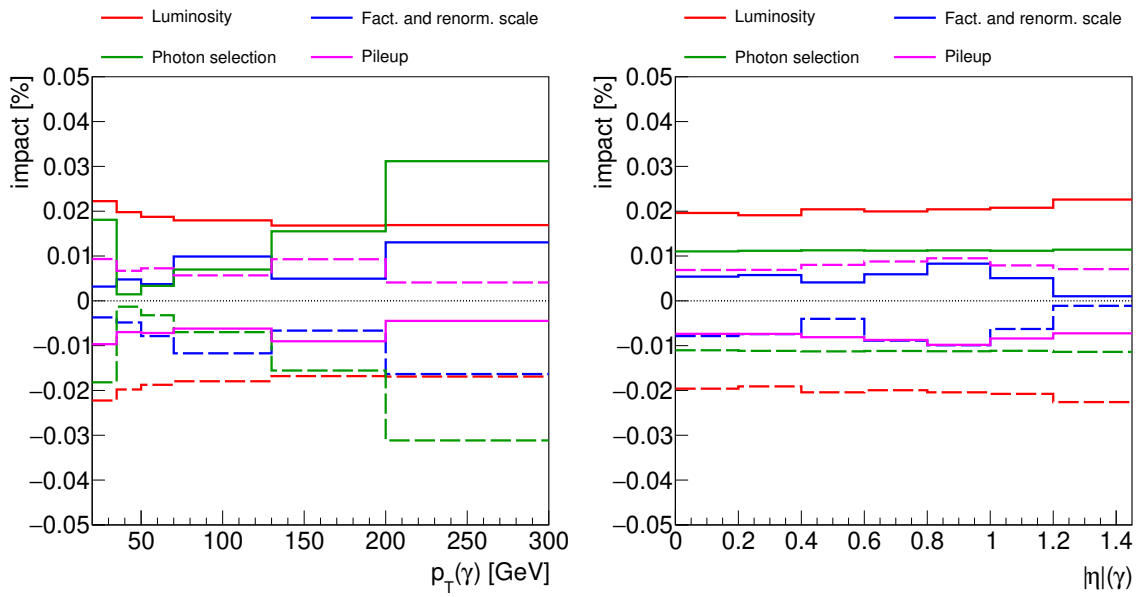 Luminosity
Fact. and renorm. scale
Photon selection
Pileup
impact [%]
0.05
0.04
0.03
0.02
0.01
0
−0.01
−0.02
−0.03
−0.04
−0.05
50 100 150 200 250 300
p_T(γ) [GeV]
Luminosity
Fact. and renorm. scale
Photon selection
Pileup
impact [%]
0.05
0.04
0.03
0.02
0.01
0
−0.01
−0.02
−0.03
−0.04
−0.05
0 0.2 0.4 0.6 0.8 1 1.2 1.4
|η|(γ)